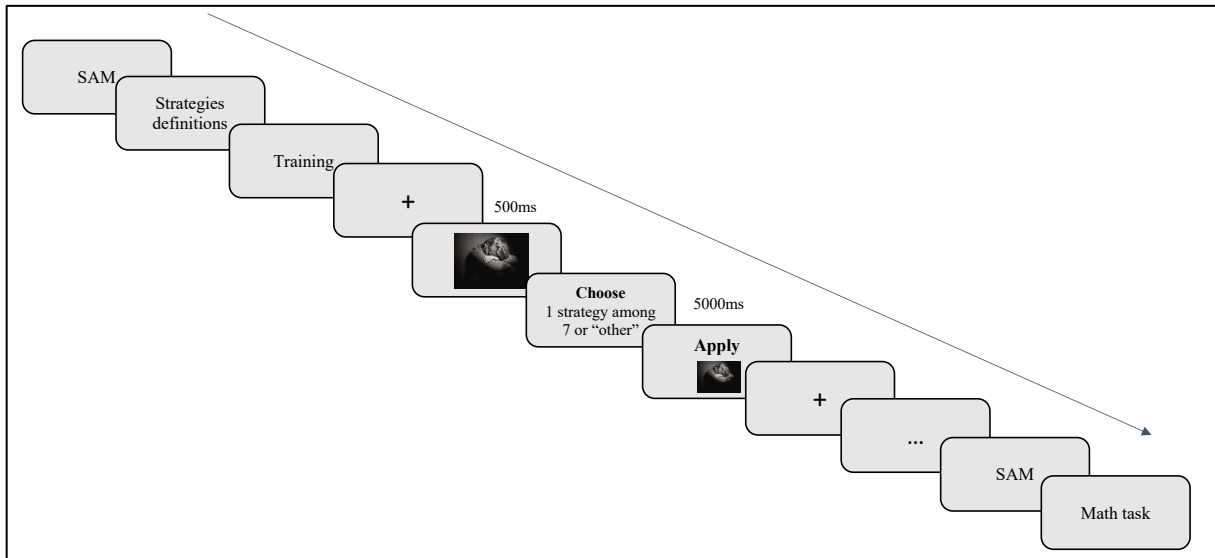 SAM
Strategies
definitions
Training
+
500ms
Choose
1 strategy among
7 or “other”
5000ms
Apply
+
...
SAM
Math task